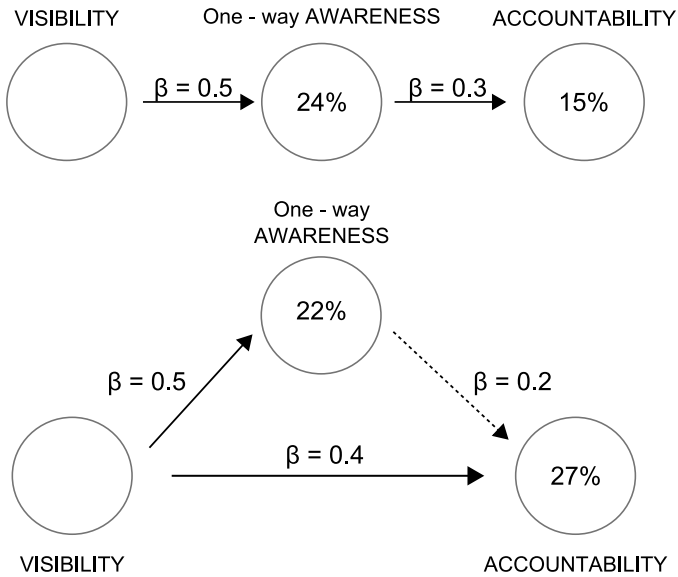 VISIBILITY
One - way AWARENESS
ACCOUNTABILITY
β = 0.5
24%
β = 0.3
15%
One - way
AWARENESS
22%
β = 0.5
β = 0.2
β = 0.4
27%
VISIBILITY
ACCOUNTABILITY